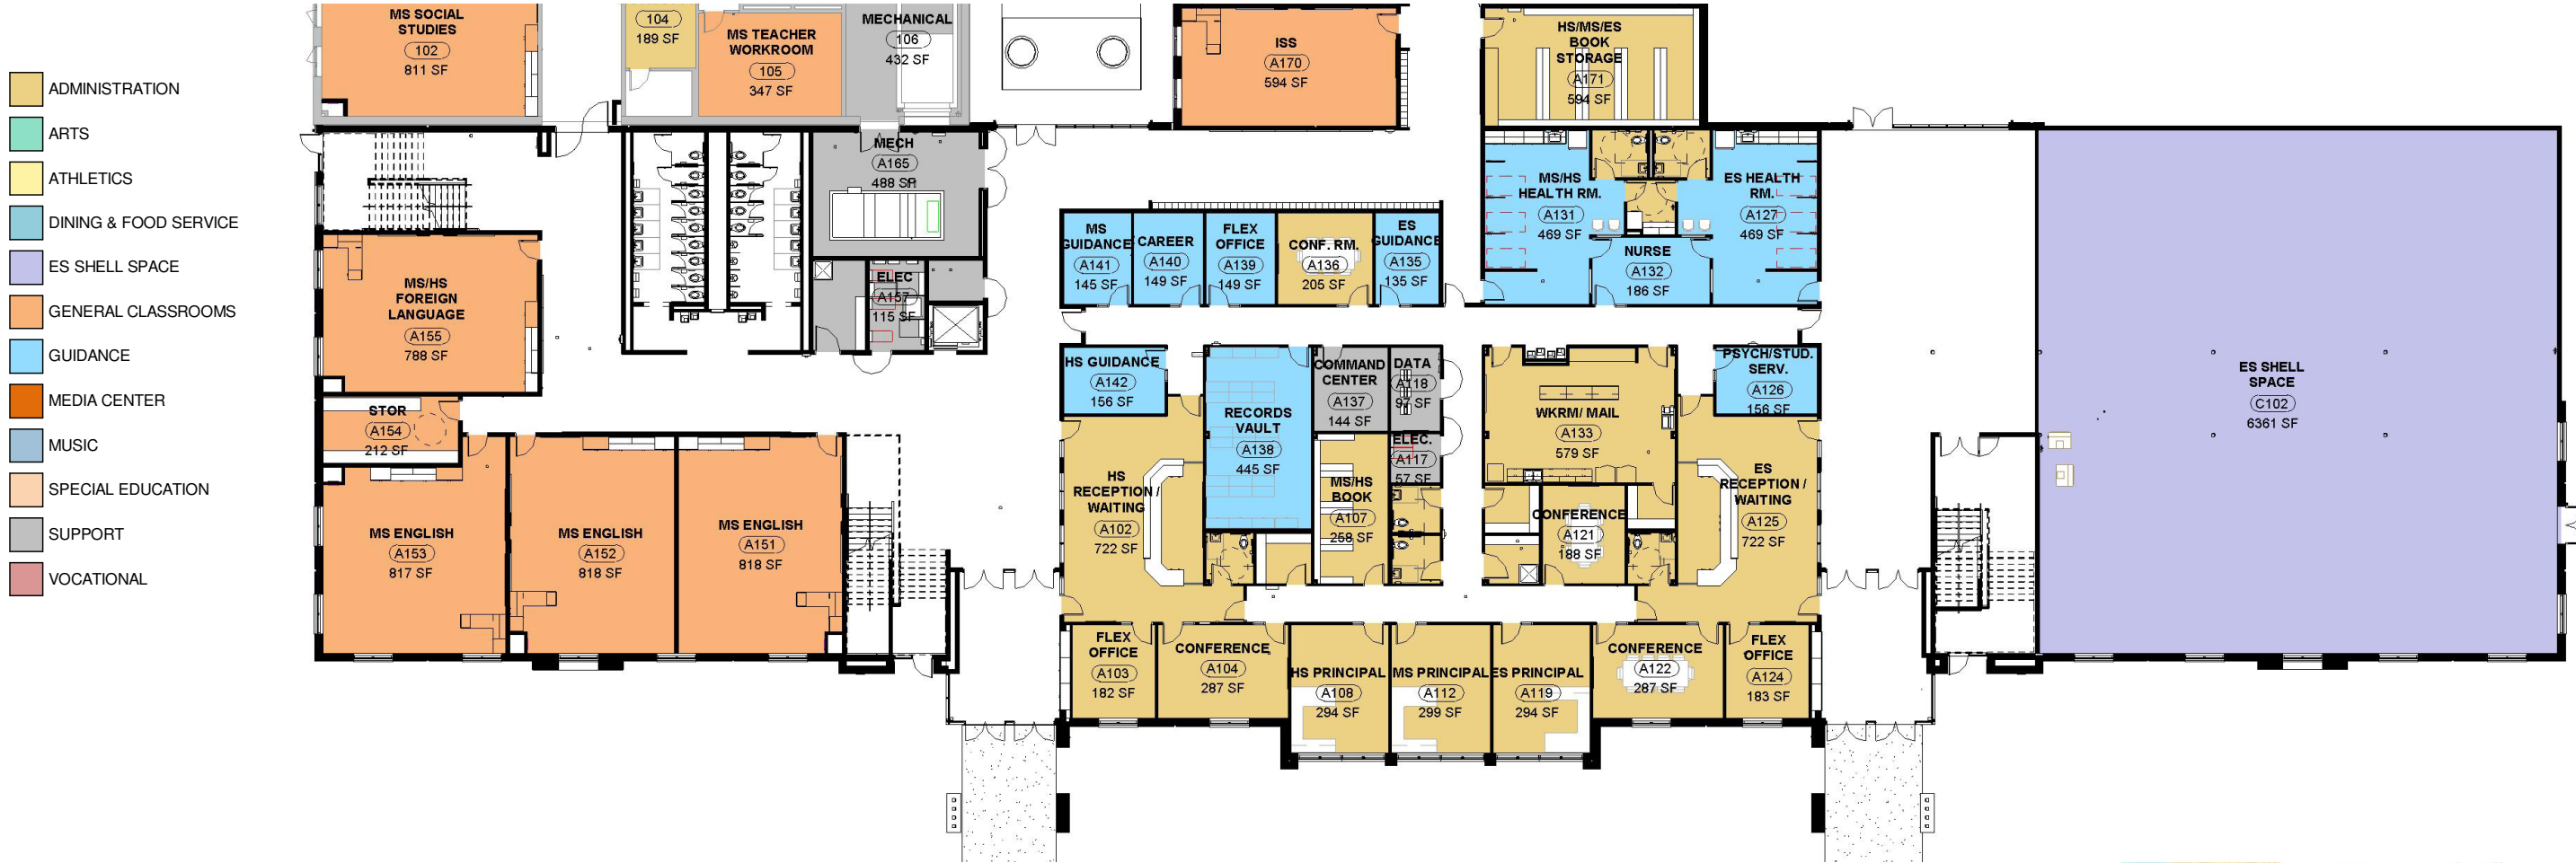 ADMINISTRATION
ARTS
ATHLETICS
DINING & FOOD SERVICE
ES SHELL SPACE
GENERAL CLASSROOMS
GUIDANCE
MEDIA CENTER
MUSIC
SPECIAL EDUCATION
SUPPORT
VOCATIONAL
MS SOCIAL
STUDIES
102
811 SF
104
189 SF
MS TEACHER
WORKROOM
105
347 SF
MECHANICAL
106
432 SF
ISS
A170
594 SF
HS/MS/ES
BOOK
STORAGE
A171
594 SF
MECH
A165
488 SF
MS/HS
HEALTH RM.
A131
469 SF
ES HEALTH
RM.
A127
469 SF
NURSE
A132
186 SF
MS
GUIDANCE
A141
145 SF
CAREER
A140
149 SF
FLEX
OFFICE
A139
149 SF
CONF. RM.
A136
205 SF
ES
GUIDANCE
A135
135 SF
MS/HS
FOREIGN
LANGUAGE
A155
788 SF
ELEC
A157
115 SF
STOR
A154
212 SF
MS ENGLISH
A153
817 SF
MS ENGLISH
A152
818 SF
MS ENGLISH
A151
818 SF
HS GUIDANCE
A142
156 SF
RECORDS
VAULT
A138
445 SF
COMMAND
CENTER
A137
144 SF
DATA
A118
97 SF
ELEC.
A117
57 SF
MS/HS
BOOK
A107
258 SF
HS
RECEPTION /
WAITING
A102
722 SF
WKRM/ MAIL
A133
579 SF
PSYCH/STUD.
SERV.
A126
156 SF
CONFERENCE
A121
188 SF
ES
RECEPTION /
WAITING
A125
722 SF
FLEX
OFFICE
A103
182 SF
CONFERENCE
A104
287 SF
HS PRINCIPAL
A108
294 SF
MS PRINCIPAL
A112
299 SF
ES PRINCIPAL
A119
294 SF
CONFERENCE
A122
287 SF
FLEX
OFFICE
A124
183 SF
ES SHELL
SPACE
C102
6361 SF